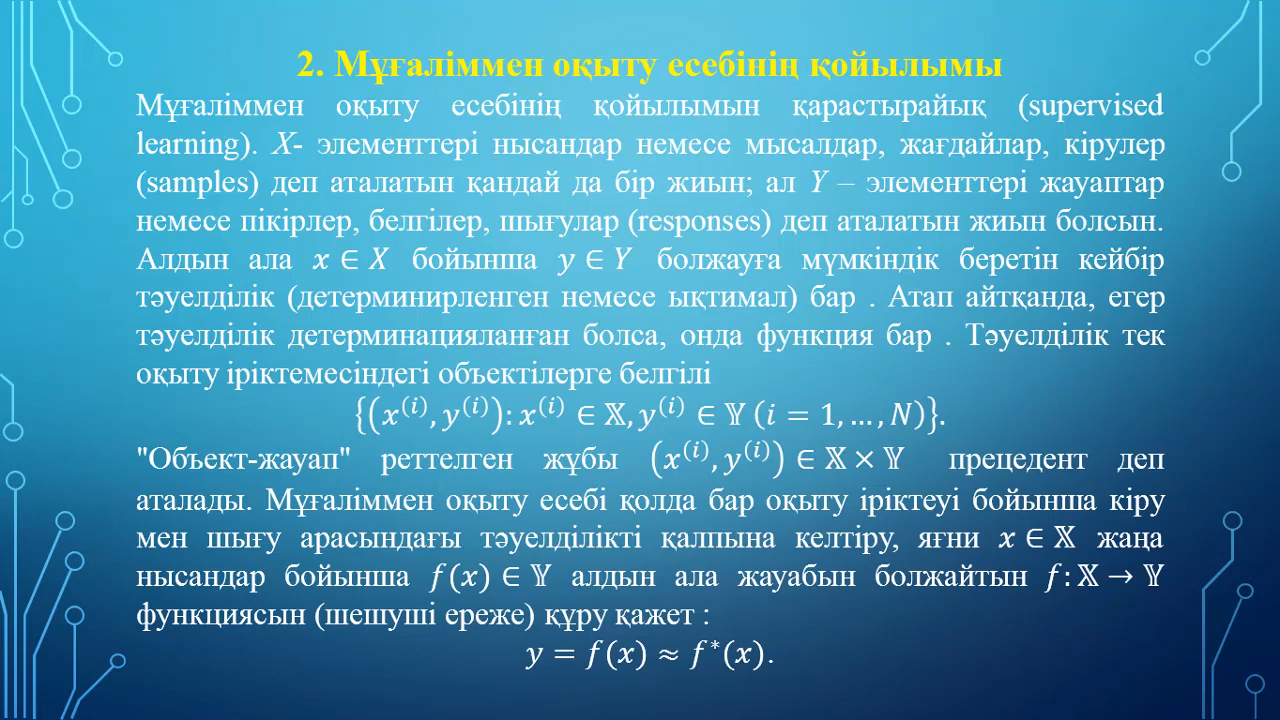 2. Мұғаліммен оқыту есебінің қойылымы
Мұғаліммен оқыту есебінің қойылымын қарастырайық (supervised
learning). X- элементтері нысандар немесе мысалдар, жағдайлар, кірулер
(samples) деп аталатын қандай да бір жиын; ал Y – элементтері жауаптар
немесе пікірлер, белгілер, шығулар (responses) деп аталатын жиын болсын.
Алдын ала 𝑥 ∈ 𝑋 бойынша 𝑦 ∈ 𝑌 болжауға мүмкіндік беретін кейбір
тәуелділік (детерминирленген немесе ықтимал) бар . Атап айтқанда, егер
тәуелділік детерминацияланған болса, онда функция бар . Тәуелділік тек
оқыту іріктемесіндегі объектілерге белгілі
{(𝑥⁽ⁱ⁾, 𝑦⁽ⁱ⁾): 𝑥⁽ⁱ⁾ ∈ 𝕏, 𝑦⁽ⁱ⁾ ∈ 𝕐 (𝑖 = 1, … , 𝑁)}.
"Объект-жауап" реттелген жұбы (𝑥⁽ⁱ⁾, 𝑦⁽ⁱ⁾) ∈ 𝕏 × 𝕐 прецедент деп
аталады. Мұғаліммен оқыту есебі қолда бар оқыту іріктеуі бойынша кіру
мен шығу арасындағы тәуелділікті қалпына келтіру, яғни 𝑥 ∈ 𝕏 жаңа
нысандар бойынша 𝑓(𝑥) ∈ 𝕐 алдын ала жауабын болжайтын 𝑓: 𝕏 → 𝕐
функциясын (шешуші ереже) құру қажет :
𝑦 = 𝑓(𝑥) ≈ 𝑓*(𝑥).